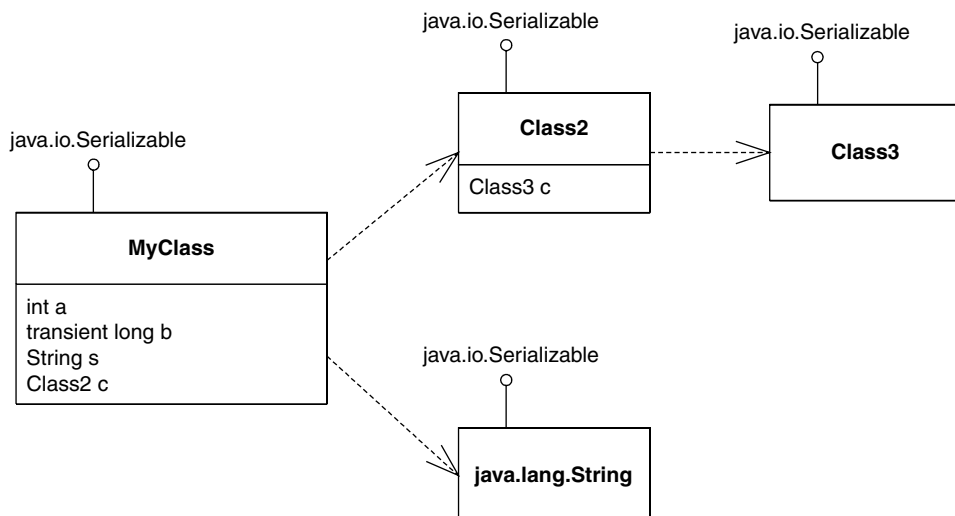 java.io.Serializable
java.io.Serializable
Class2
Class3 c
Class3
java.io.Serializable
MyClass
int a
transient long b
String s
Class2 c
java.io.Serializable
java.lang.String